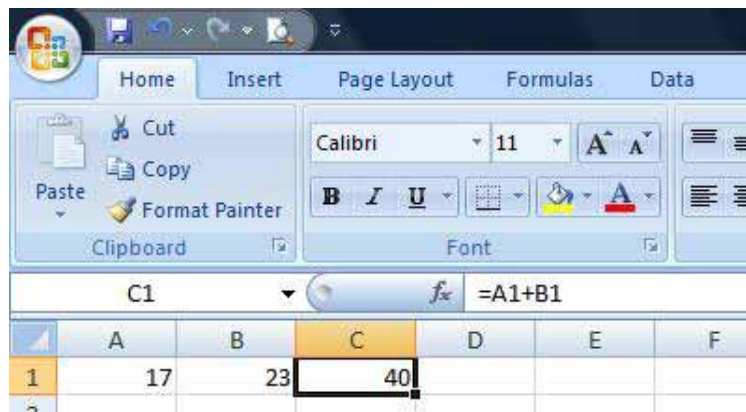 Home Insert Page Layout Formulas Data
Cut
Copy
Paste
Format Painter
Clipboard
Calibri 11 A A
B I U A
Font
C1 fx =A1+B1
A B C D E F
1 17 23 40